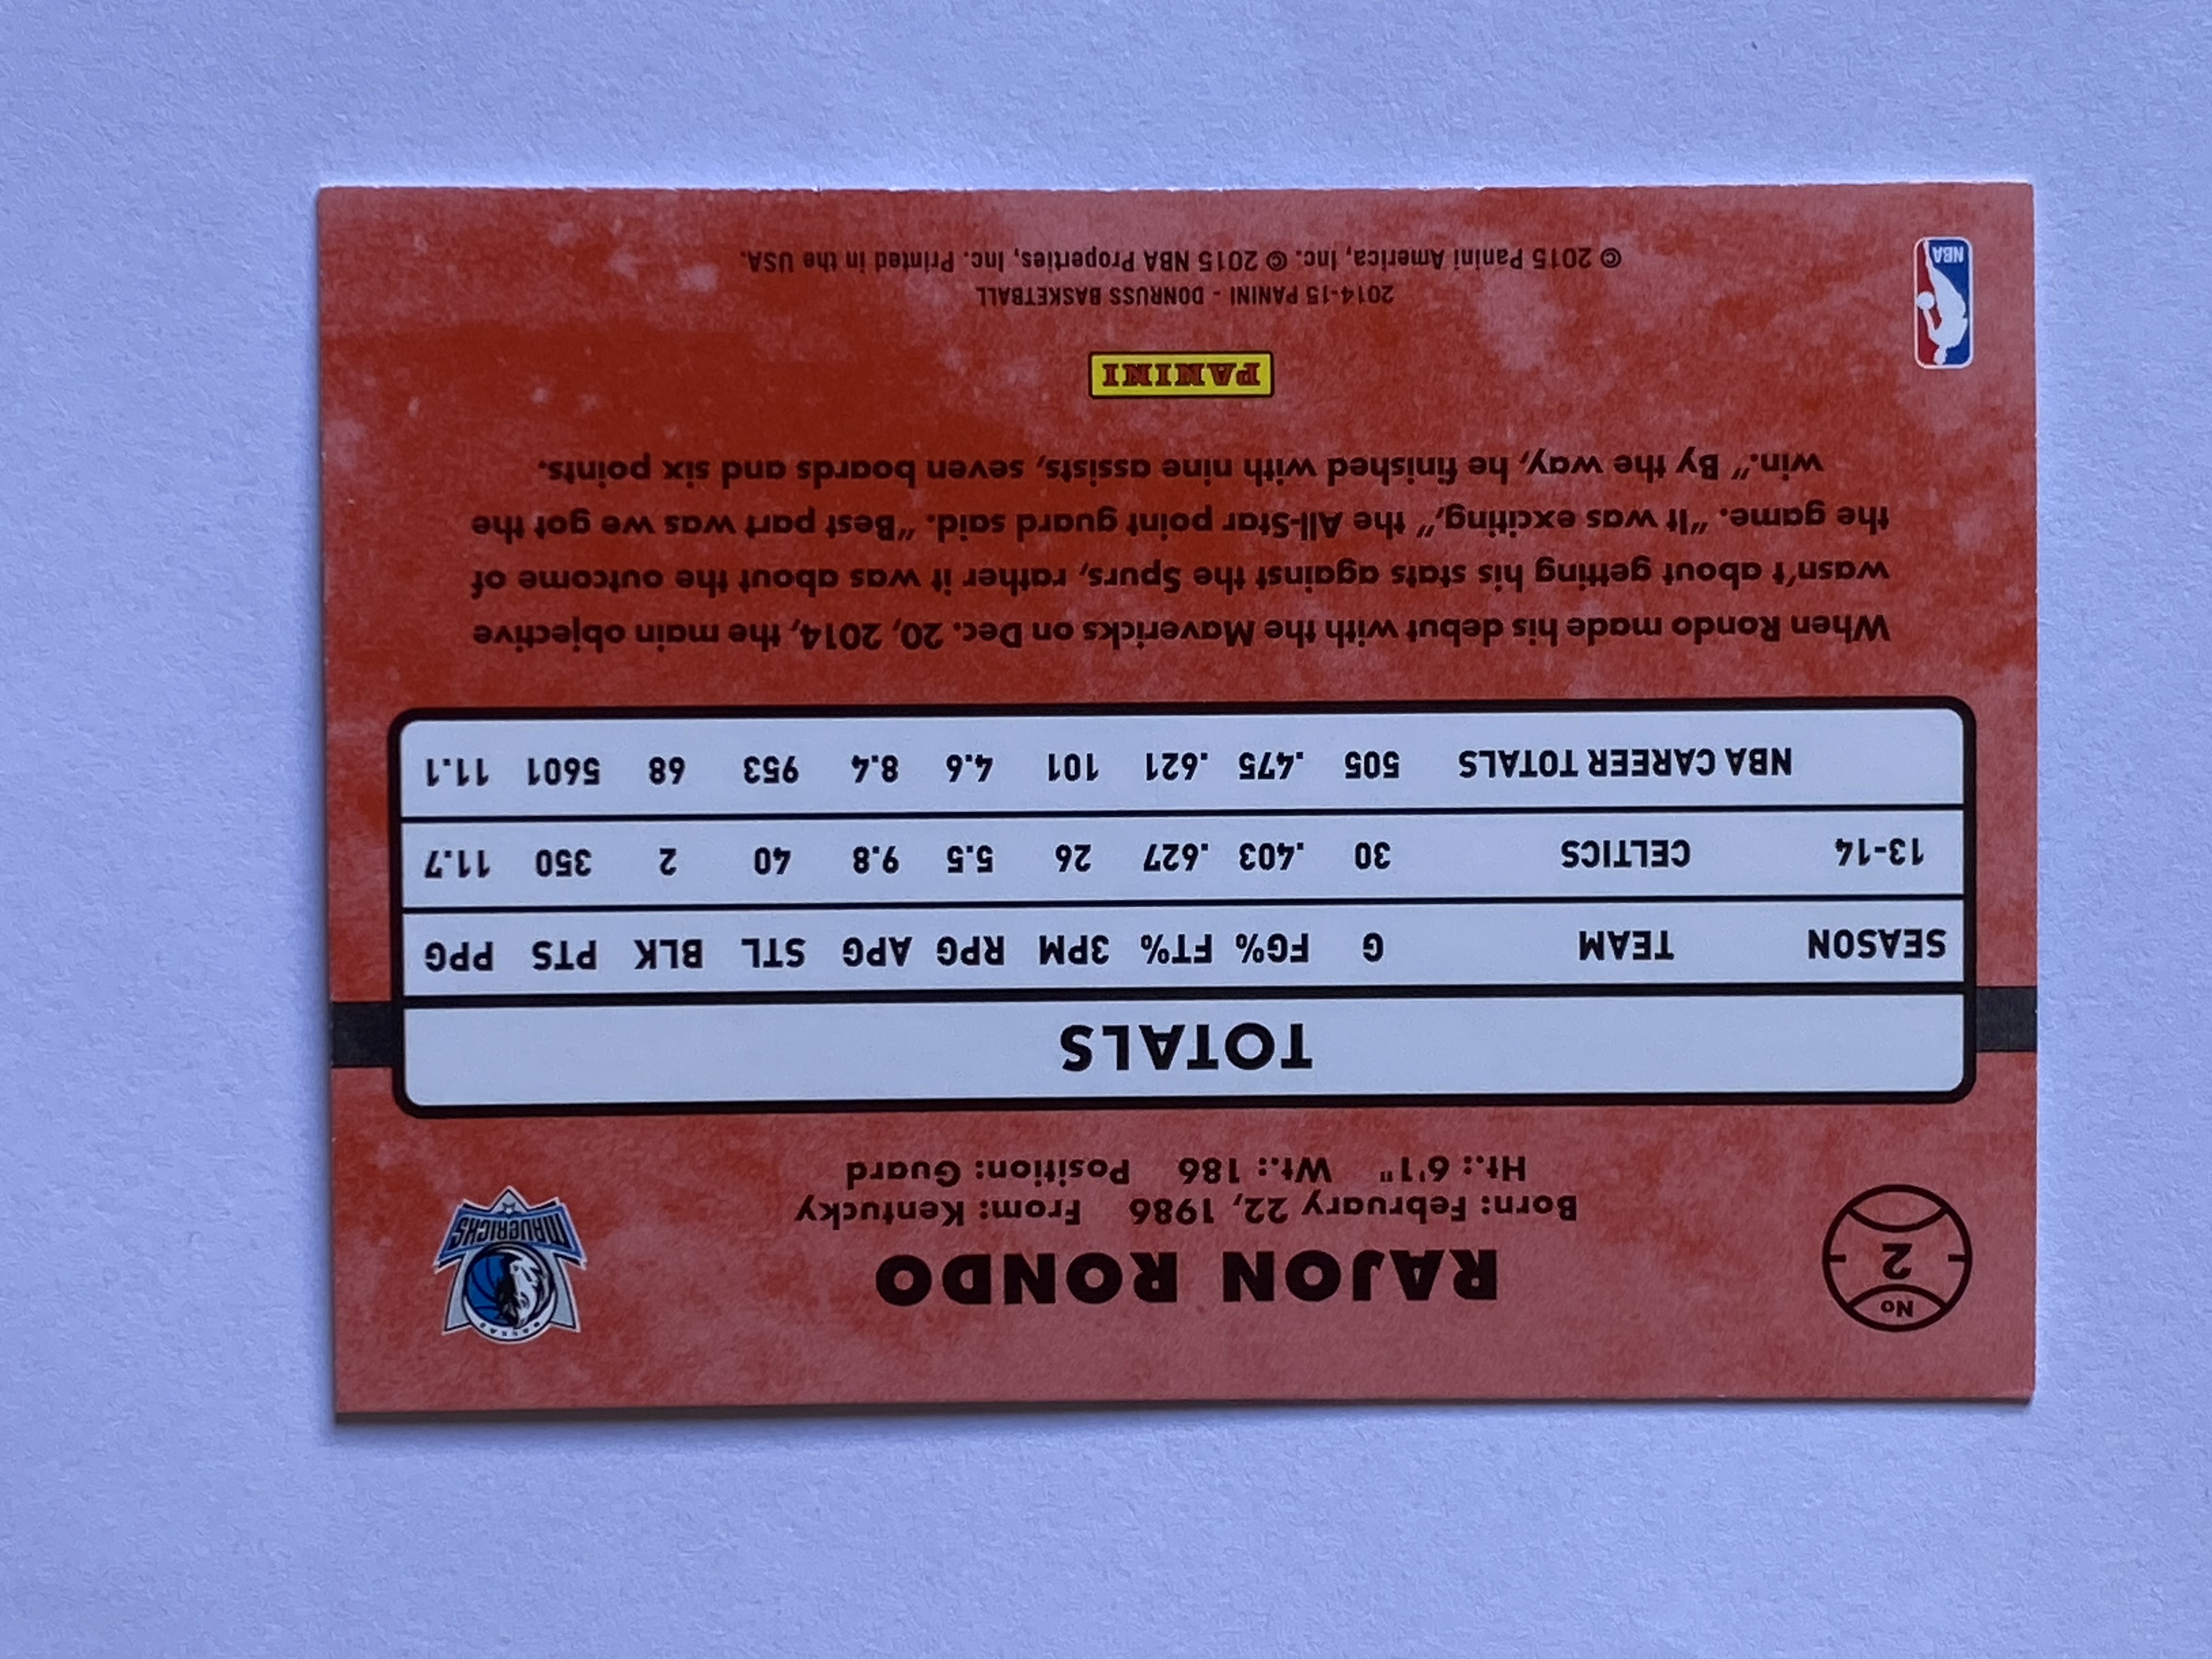 No
2
RAJON RONDO
Born: February 22, 1986 From: Kentucky
Ht.: 6'1" Wt.: 186 Position: Guard
DALLAS
MAVERICKS
TOTALS
SEASON TEAM G FG% FT% 3PM RPG APG STL BLK PTS PPG
13-14 CELTICS 30 .403 .627 26 5.5 9.8 40 2 350 11.7
NBA CAREER TOTALS 505 .475 .621 101 4.6 8.4 953 68 5601 11.1
When Rondo made his debut with the Mavericks on Dec. 20, 2014, the main objective
wasn't about getting his stats against the Spurs, rather it was about the outcome of
the game. "It was exciting," the All-Star point guard said. "Best part was we got the
win." By the way, he finished with nine assists, seven boards and six points.
PANINI
2014-15 PANINI - DONRUSS BASKETBALL
© 2015 Panini America, Inc. © 2015 NBA Properties, Inc. Printed in the USA.
NBA